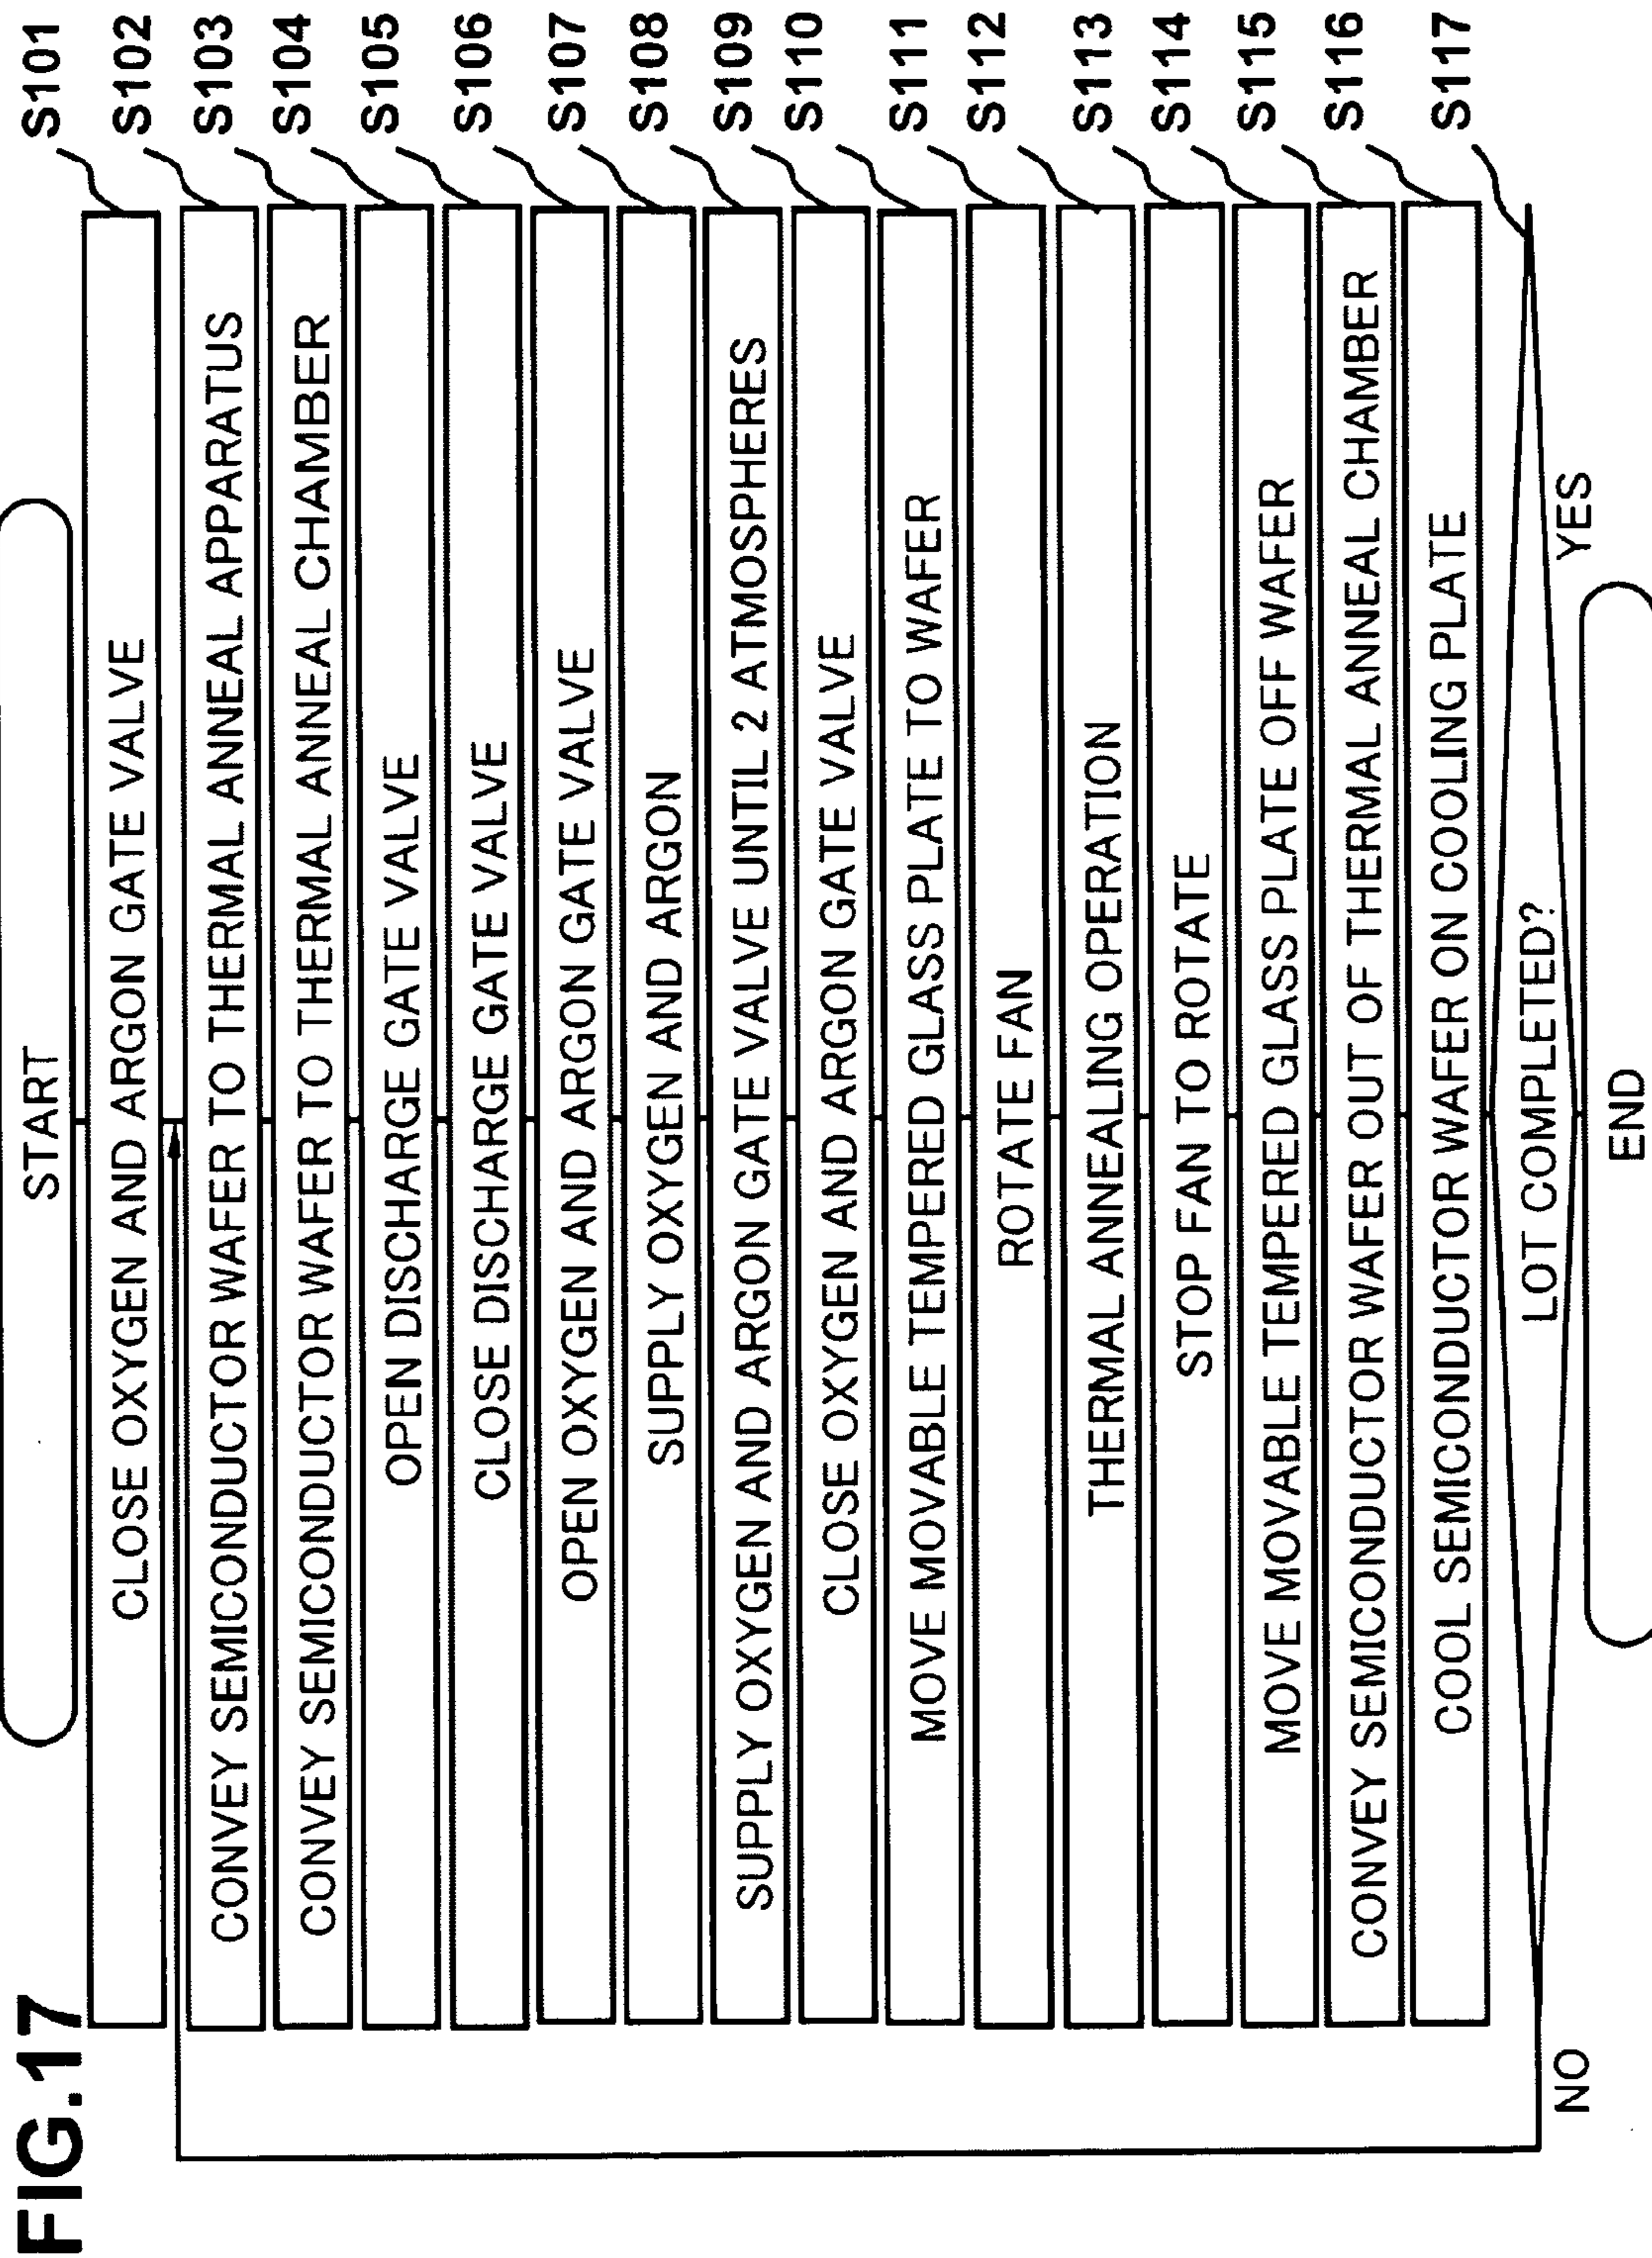 FIG.17
START
CLOSE OXYGEN AND ARGON GATE VALVE S101
CONVEY SEMICONDUCTOR WAFER TO THERMAL ANNEAL APPARATUS S102
CONVEY SEMICONDUCTOR WAFER TO THERMAL ANNEAL CHAMBER S103
OPEN DISCHARGE GATE VALVE S104
CLOSE DISCHARGE GATE VALVE S105
OPEN OXYGEN AND ARGON GATE VALVE S106
SUPPLY OXYGEN AND ARGON S107
SUPPLY OXYGEN AND ARGON GATE VALVE UNTIL 2 ATMOSPHERES S108
CLOSE OXYGEN AND ARGON GATE VALVE S109
MOVE MOVABLE TEMPERED GLASS PLATE TO WAFER S110
ROTATE FAN S111
THERMAL ANNEALING OPERATION S112
STOP FAN TO ROTATE S113
MOVE MOVABLE TEMPERED GLASS PLATE OFF WAFER S114
CONVEY SEMICONDUCTOR WAFER OUT OF THERMAL ANNEAL CHAMBER S115
COOL SEMICONDUCTOR WAFER ON COOLING PLATE S116
LOT COMPLETED? S117
NO
YES
END